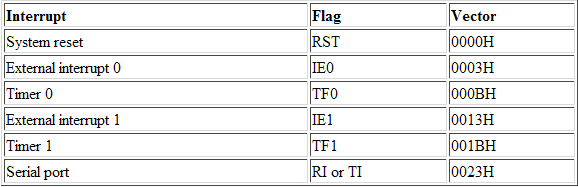 Interrupt Flag Vector
System reset RST 0000H
External interrupt 0 IE0 0003H
Timer 0 TF0 000BH
External interrupt 1 IE1 0013H
Timer 1 TF1 001BH
Serial port RI or TI 0023H